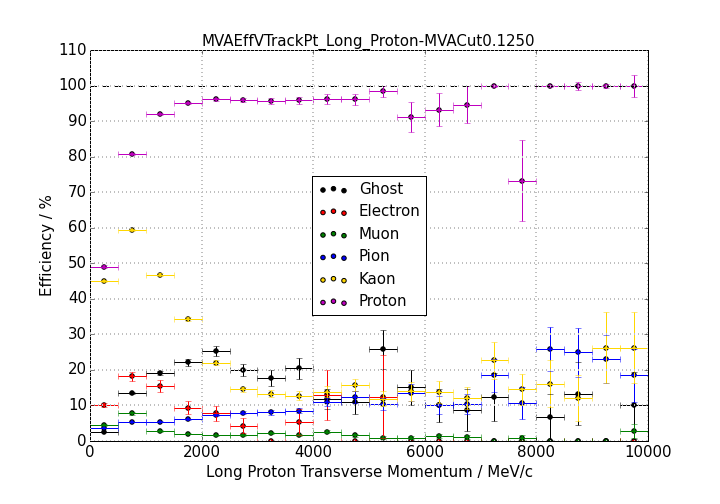 MVAEffVTrackPt_Long_Proton-MVACut0.1250
110
100
90
80
70
60
50
40
30
20
10
0
Efficiency / %
Ghost
Electron
Muon
Pion
Kaon
Proton
0 2000 4000 6000 8000 10000
Long Proton Transverse Momentum / MeV/c